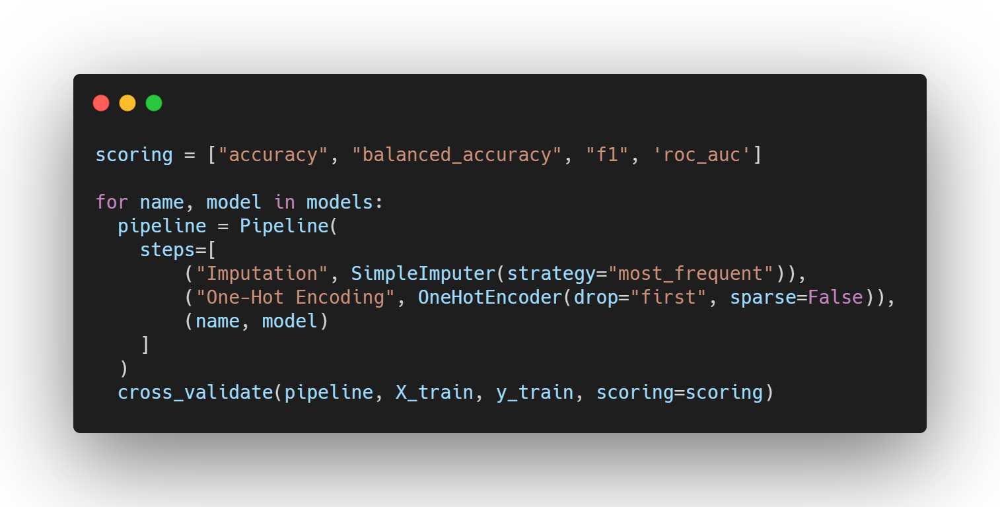 scoring = ["accuracy", "balanced_accuracy", "f1", 'roc_auc']

for name, model in models:
  pipeline = Pipeline(
    steps=[
        ("Imputation", SimpleImputer(strategy="most_frequent")),
        ("One-Hot Encoding", OneHotEncoder(drop="first", sparse=False)),
        (name, model)
    ]
  )
  cross_validate(pipeline, X_train, y_train, scoring=scoring)